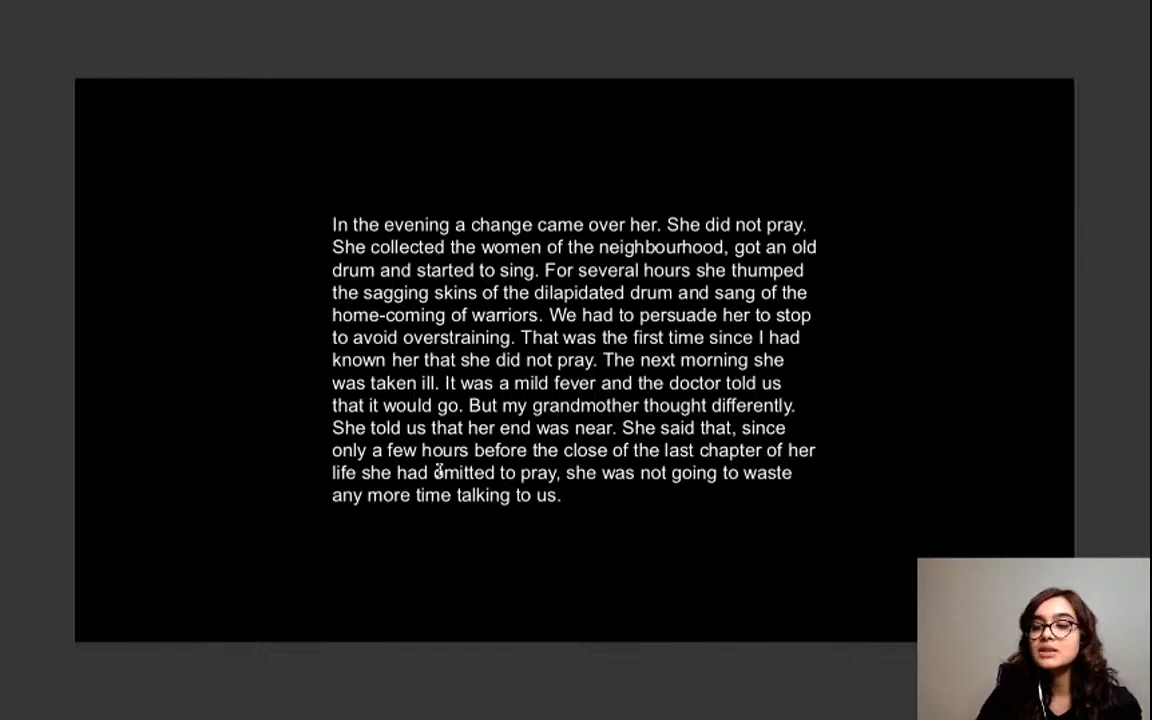 In the evening a change came over her. She did not pray.
She collected the women of the neighbourhood, got an old
drum and started to sing. For several hours she thumped
the sagging skins of the dilapidated drum and sang of the
home-coming of warriors. We had to persuade her to stop
to avoid overstraining. That was the first time since I had
known her that she did not pray. The next morning she
was taken ill. It was a mild fever and the doctor told us
that it would go. But my grandmother thought differently.
She told us that her end was near. She said that, since
only a few hours before the close of the last chapter of her
life she had omitted to pray, she was not going to waste
any more time talking to us.